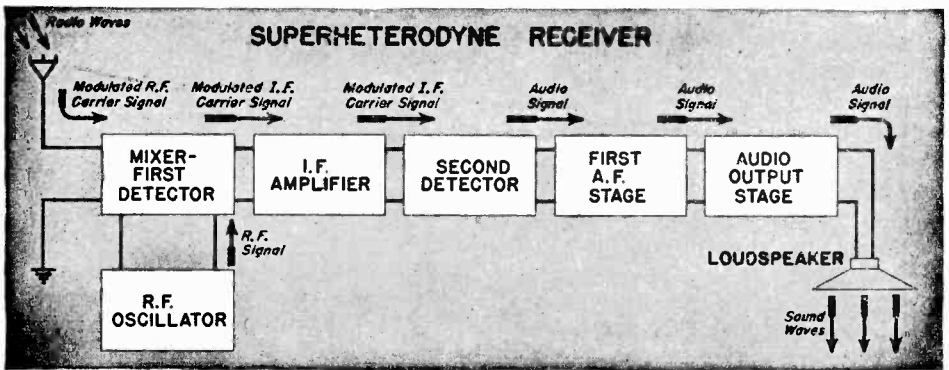 Radio Waves
SUPERHETERODYNE RECEIVER
Modulated R.F.
Carrier Signal
Modulated I.F.
Carrier Signal
Modulated I.F.
Carrier Signal
Audio
Signal
Audio
Signal
Audio
Signal
MIXER-
FIRST
DETECTOR
I.F.
AMPLIFIER
SECOND
DETECTOR
FIRST
A.F.
STAGE
AUDIO
OUTPUT
STAGE
R.F.
Signal
LOUDSPEAKER
R.F.
OSCILLATOR
Sound
Waves